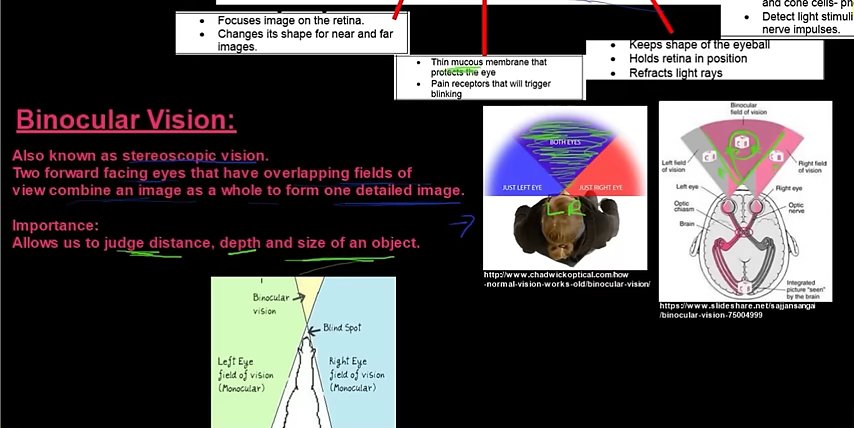 and cone cells- ph
Detect light stimuli
nerve impulses.
• Focuses image on the retina.
• Changes its shape for near and far
images.
• Keeps shape of the eyeball
• Holds retina in position
• Refracts light rays
• Thin mucous membrane that
protects the eye
• Pain receptors that will trigger
blinking
Binocular Vision:
Also known as stereoscopic vision.
Two forward facing eyes that have overlapping fields of
view combine an image as a whole to form one detailed image.
Importance:
Allows us to judge distance, depth and size of an object.
BOTH EYES
JUST LEFT EYE
JUST RIGHT EYE
L R
http://www.chadwickoptical.com/how
-normal-vision-works-old/binocular-vision/
Binocular
field of view
Left field
of vision
Right field
of vision
Left eye
Right eye
Optic
chiasm
Optic
nerve
Brain
Integrated
picture "seen"
by the brain
https://www.slideshare.net/sajjansangai
/binocular-vision-75004999
Binocular
vision
Blind Spot
Left Eye
field of vision
(Monocular)
Right Eye
field of vision
(Monocular)